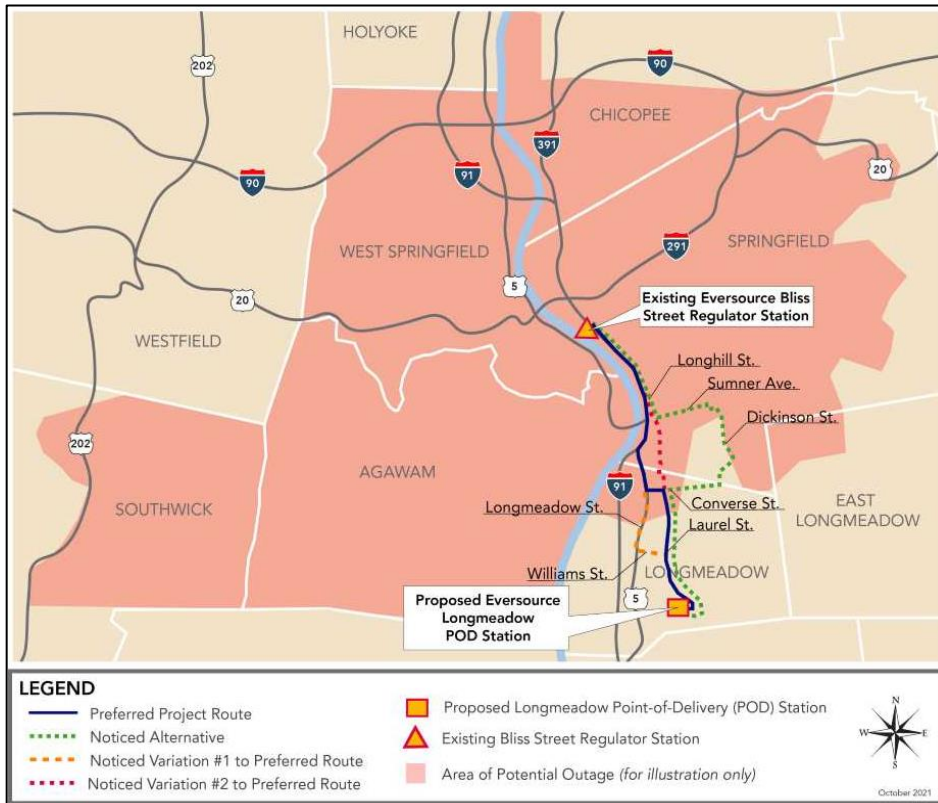 HOLYOKE
202
90
CHICOPEE
391
91
90
20
291
WEST SPRINGFIELD
SPRINGFIELD
5
20
Existing Eversource Bliss
Street Regulator Station
WESTFIELD
Longhill St.
Sumner Ave.
Dickinson St.
202
AGAWAM
91
SOUTHWICK
Longmeadow St.
Converse St.
EAST
LONGMEADOW
Laurel St.
Williams St.
LONGMEADOW
Proposed Eversource
Longmeadow
POD Station
5
LEGEND
Preferred Project Route
Noticed Alternative
Noticed Variation #1 to Preferred Route
Noticed Variation #2 to Preferred Route
Proposed Longmeadow Point-of-Delivery (POD) Station
Existing Bliss Street Regulator Station
Area of Potential Outage (for illustration only)
N
W
E
S
October 2021